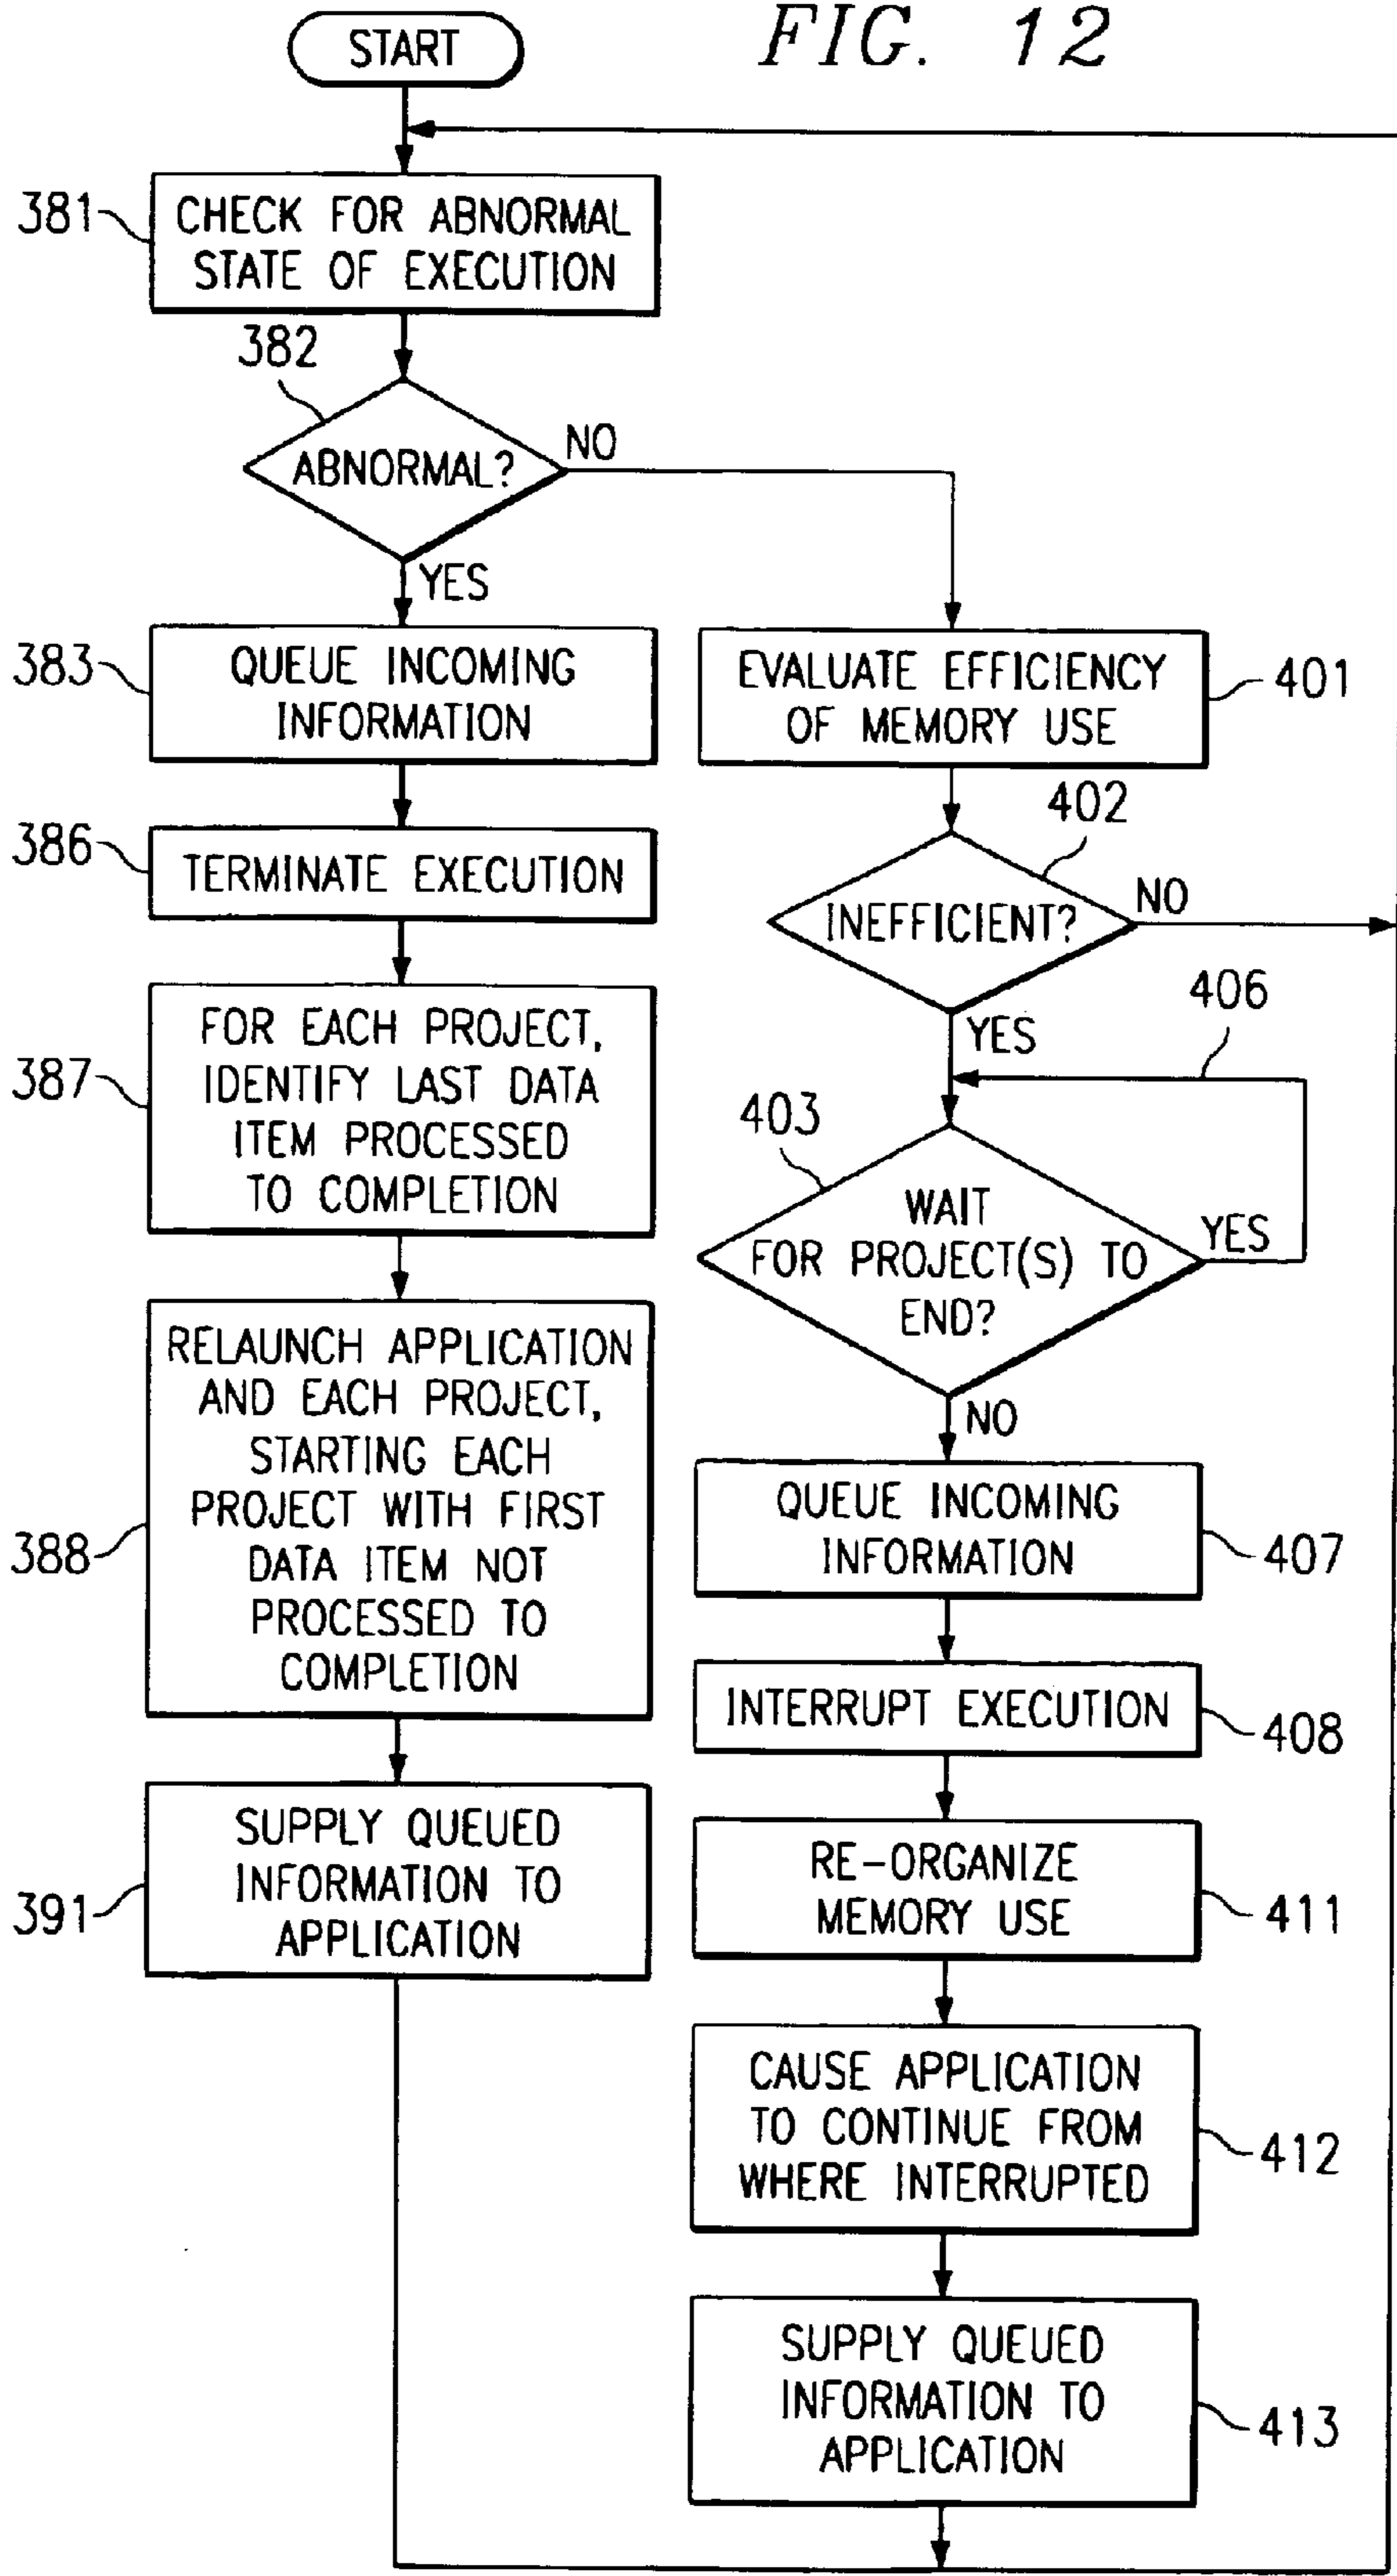 FIG. 12
START
381
CHECK FOR ABNORMAL
STATE OF EXECUTION
382
ABNORMAL?
NO
YES
383
QUEUE INCOMING
INFORMATION
386
TERMINATE EXECUTION
387
FOR EACH PROJECT,
IDENTIFY LAST DATA
ITEM PROCESSED
TO COMPLETION
388
RELAUNCH APPLICATION
AND EACH PROJECT,
STARTING EACH
PROJECT WITH FIRST
DATA ITEM NOT
PROCESSED TO
COMPLETION
391
SUPPLY QUEUED
INFORMATION TO
APPLICATION
EVALUATE EFFICIENCY
OF MEMORY USE
401
402
INEFFICIENT?
NO
YES
406
403
WAIT
FOR PROJECT(S) TO
END?
YES
NO
QUEUE INCOMING
INFORMATION
407
INTERRUPT EXECUTION
408
RE-ORGANIZE
MEMORY USE
411
CAUSE APPLICATION
TO CONTINUE FROM
WHERE INTERRUPTED
412
SUPPLY QUEUED
INFORMATION TO
APPLICATION
413